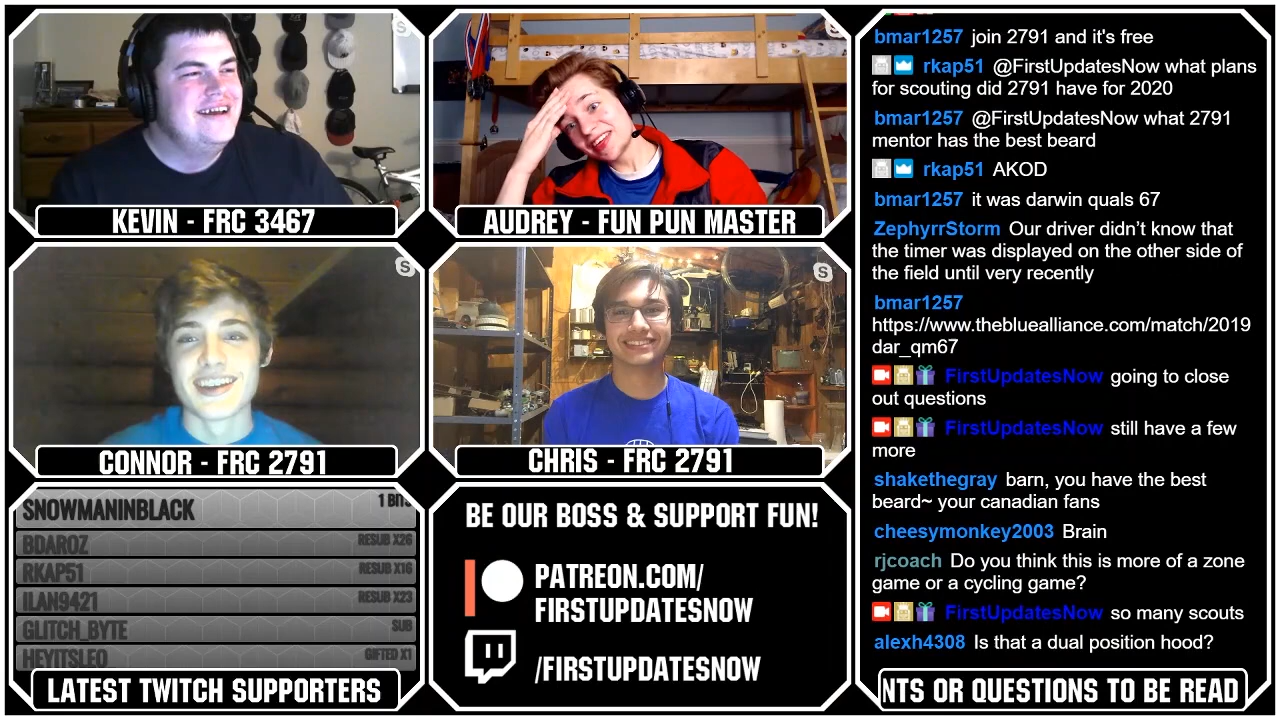 KEVIN - FRC 3467
AUDREY - FUN PUN MASTER
CONNOR - FRC 2791
CHRIS - FRC 2791
SNOWMANINBLACK 1 BITS
BDAROZ RESUB X26
RKAP51 RESUB X16
ILAN9421 RESUB X23
GLITCH_BYTE SUB
HEYITSLEO GIFTED X1
LATEST TWITCH SUPPORTERS
BE OUR BOSS & SUPPORT FUN!
PATREON.COM/
FIRSTUPDATESNOW
/FIRSTUPDATESNOW
bmar1257 join 2791 and it's free
rkap51 @FirstUpdatesNow what plans
for scouting did 2791 have for 2020
bmar1257 @FirstUpdatesNow what 2791
mentor has the best beard
rkap51 AKOD
bmar1257 it was darwin quals 67
ZephyrrStorm Our driver didn't know that
the timer was displayed on the other side of
the field until very recently
bmar1257
https://www.thebluealliance.com/match/2019
dar_qm67
FirstUpdatesNow going to close
out questions
FirstUpdatesNow still have a few
more
shakethegray barn, you have the best
beard~ your canadian fans
cheesymonkey2003 Brain
rjcoach Do you think this is more of a zone
game or a cycling game?
FirstUpdatesNow so many scouts
alexh4308 Is that a dual position hood?
NTS OR QUESTIONS TO BE READ